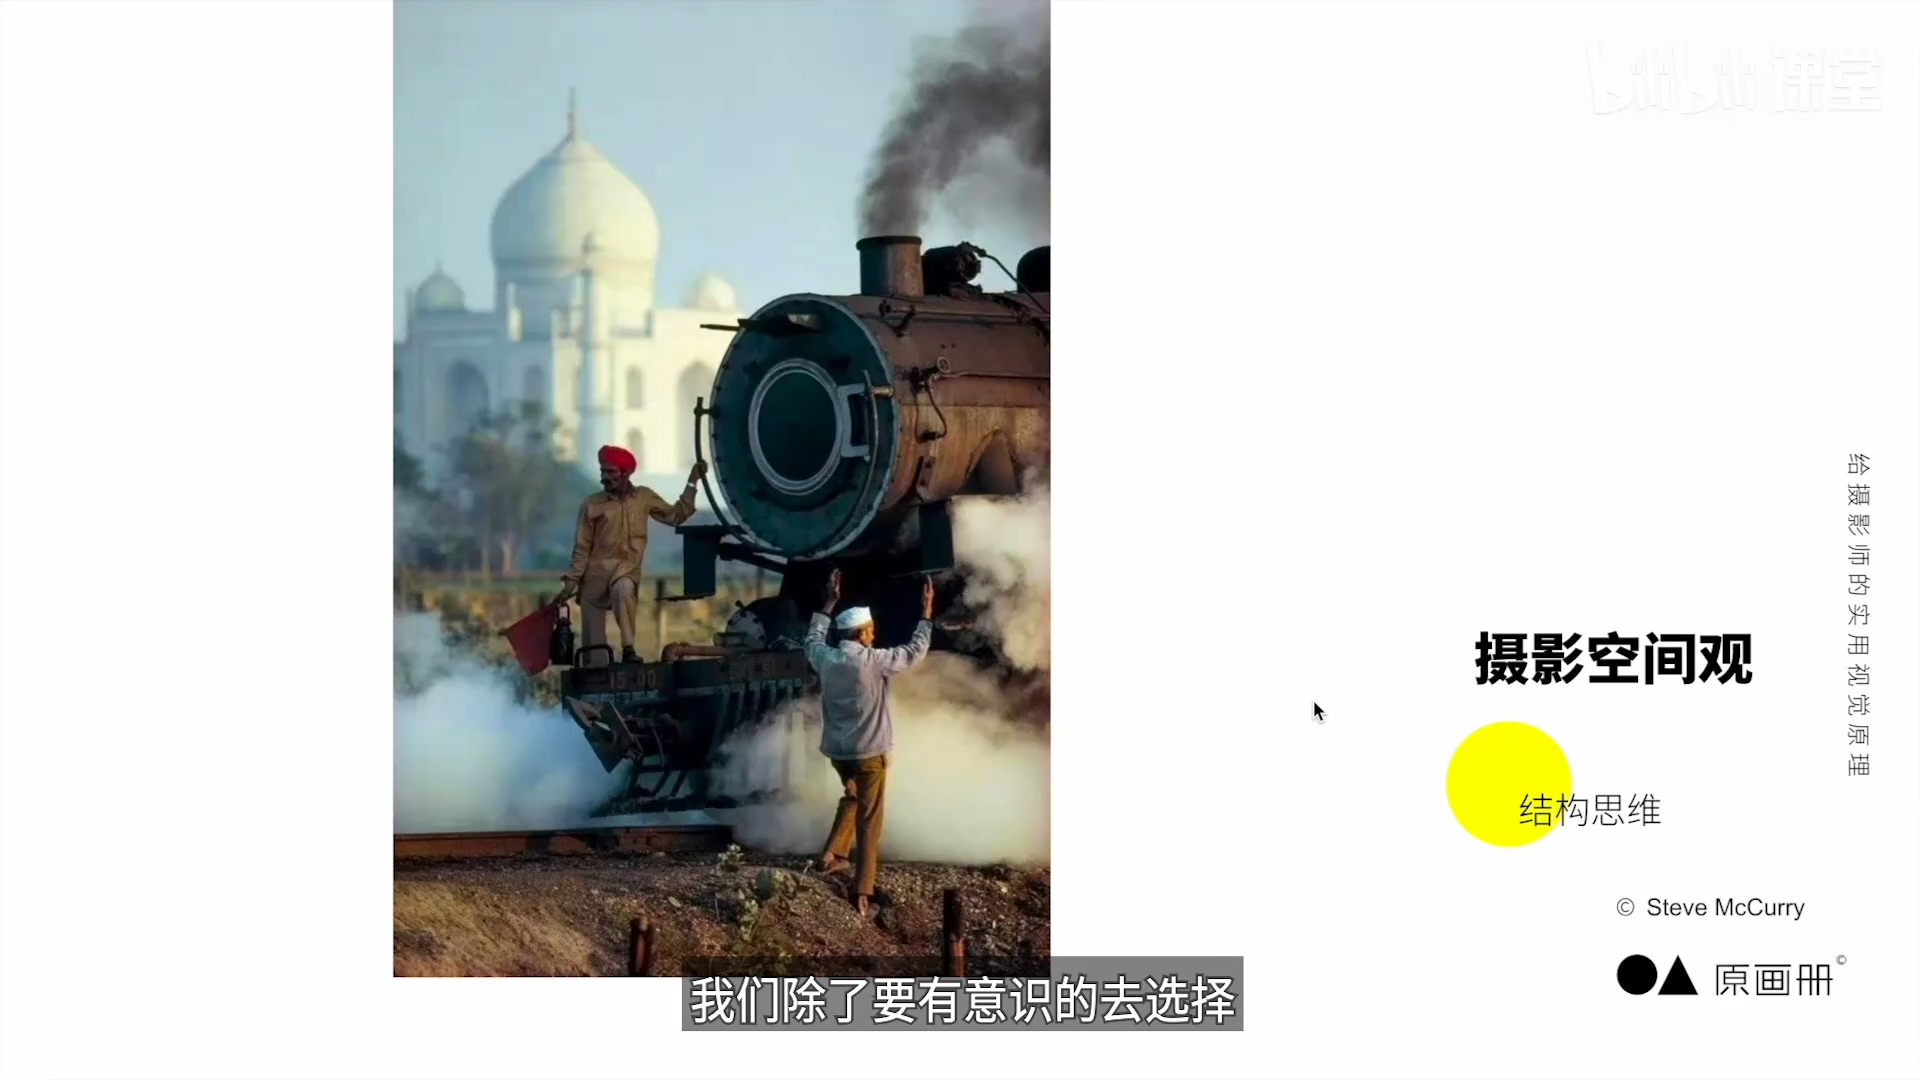 bilibili课堂
给摄影师的实用视觉原理
摄影空间观
结构思维
© Steve McCurry
原画册©
15 00
我们除了要有意识的去选择